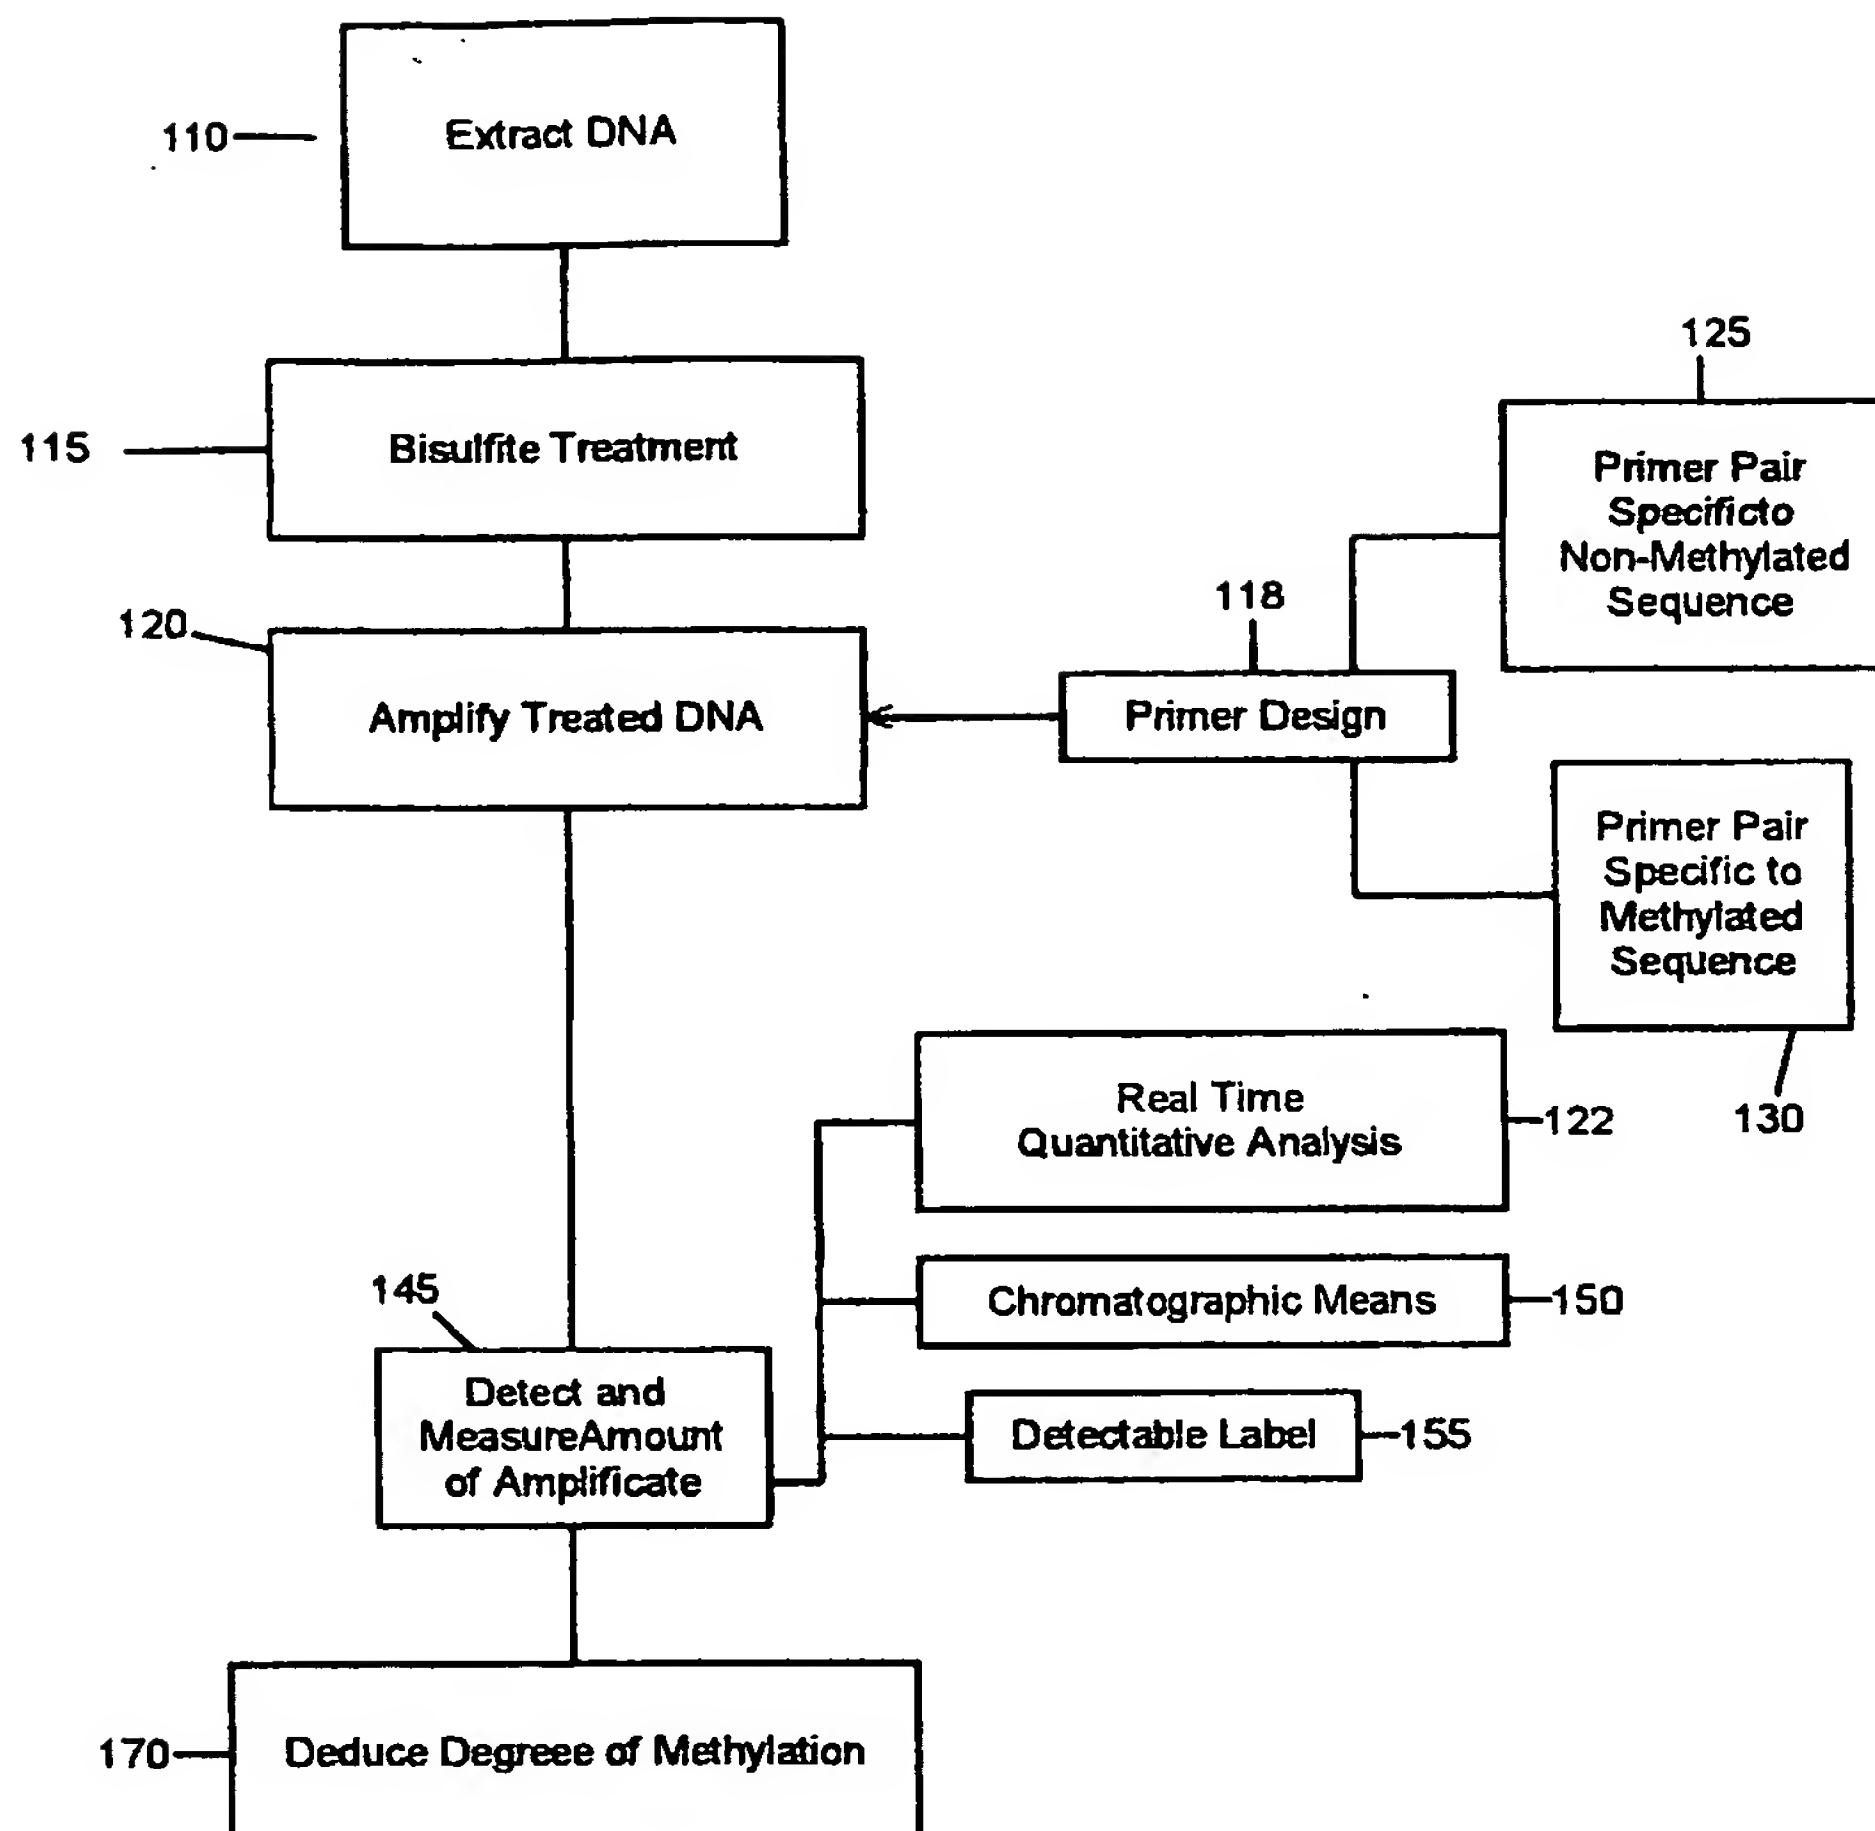 110
Extract DNA
125
115
Bisulfite Treatment
Primer Pair
Specificto
Non-Methylated
Sequence
120
118
Amplify Treated DNA
Primer Design
Primer Pair
Specific to
Methylated
Sequence
130
Real Time
Quantitative Analysis
122
145
Chromatographic Means
150
Detect and
MeasureAmount
of Amplificate
Detectable Label
155
170
Deduce Degreee of Methylation